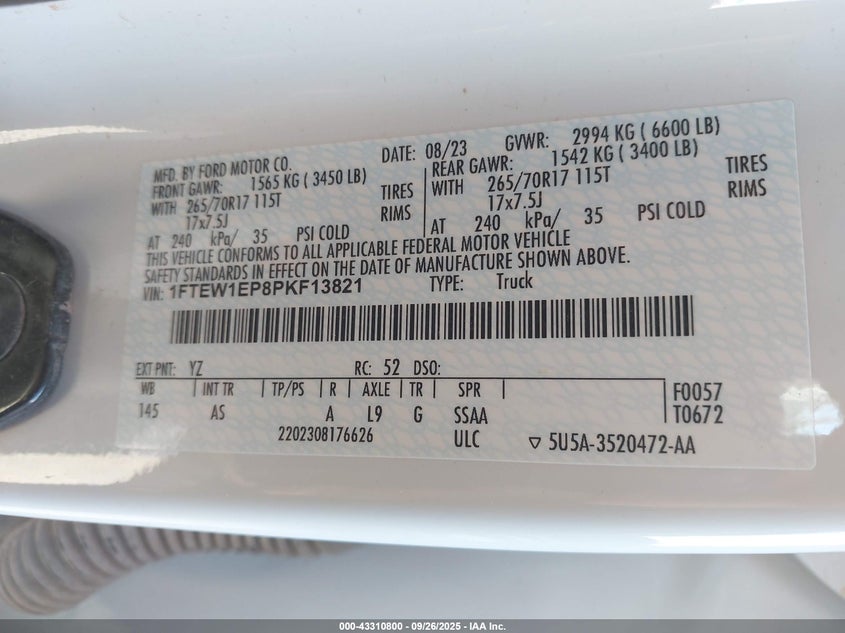 MFD. BY FORD MOTOR CO. DATE: 08/23 GVWR: 2994 KG ( 6600 LB)
FRONT GAWR: 1565 KG ( 3450 LB) REAR GAWR: 1542 KG ( 3400 LB)
WITH 265/70R17 115T TIRES WITH 265/70R17 115T TIRES
17x7.5J RIMS 17x7.5J RIMS
AT 240 kPa/ 35 PSI COLD AT 240 kPa/ 35 PSI COLD
THIS VEHICLE CONFORMS TO ALL APPLICABLE FEDERAL MOTOR VEHICLE
SAFETY STANDARDS IN EFFECT ON THE DATE OF MANUFACTURE SHOWN ABOVE.
VIN: 1FTEW1EP8PKF13821 TYPE: Truck
EXT PNT: YZ RC: 52 DSO:
WB INT TR TP/PS R AXLE TR SPR F0057
145 AS A L9 G SSAA T0672
2202308176626 ULC ▽ 5U5A-3520472-AA
000-43310800 - 09/26/2025 - IAA Inc.